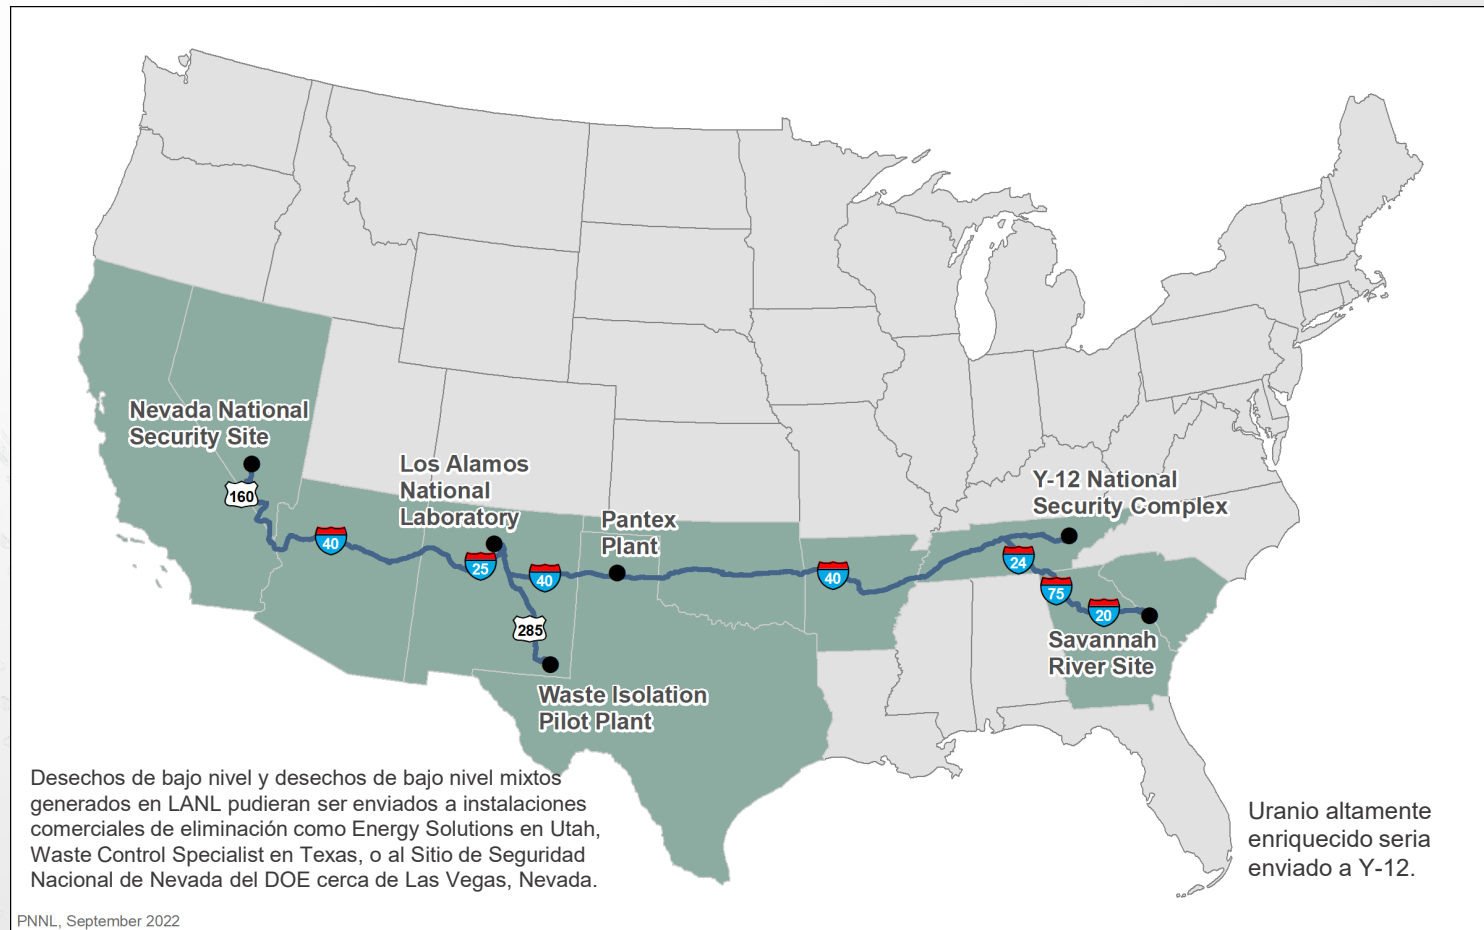 Nevada National
Security Site
160
40
Los Alamos
National
Laboratory
25
40
285
Pantex
Plant
40
Y-12 National
Security Complex
24
75
20
Savannah
River Site
Waste Isolation
Pilot Plant
Desechos de bajo nivel y desechos de bajo nivel mixtos
generados en LANL pudieran ser enviados a instalaciones
comerciales de eliminación como Energy Solutions en Utah,
Waste Control Specialist en Texas, o al Sitio de Seguridad
Nacional de Nevada del DOE cerca de Las Vegas, Nevada.
Uranio altamente
enriquecido seria
enviado a Y-12.
PNNL, September 2022